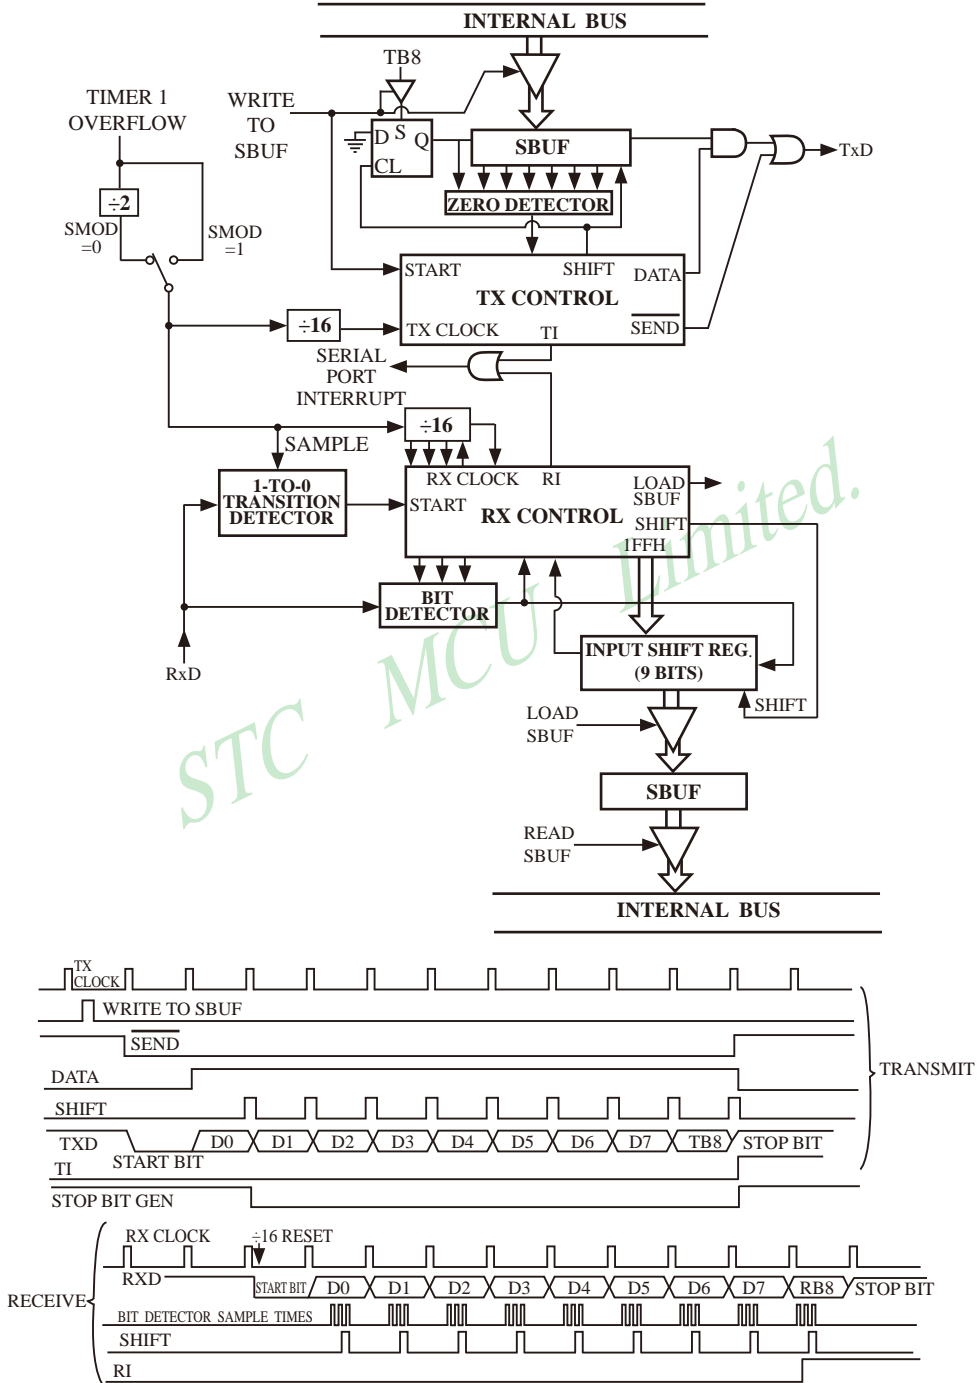 INTERNAL BUS
TB8
TIMER 1
OVERFLOW
WRITE
TO
SBUF
D
S
Q
CL
SBUF
TxD
÷2
ZERO DETECTOR
SMOD
=0
SMOD
=1
START
SHIFT
DATA
TX CONTROL
÷16
TX CLOCK
TI
SEND
SERIAL
PORT
INTERRUPT
÷16
SAMPLE
RX CLOCK
RI
LOAD
SBUF
1-TO-0
TRANSITION
DETECTOR
START
RX CONTROL
SHIFT
1FFH
BIT
DETECTOR
RxD
INPUT SHIFT REG.
(9 BITS)
SHIFT
LOAD
SBUF
SBUF
READ
SBUF
INTERNAL BUS
STC MCU Limited.
TX
CLOCK
WRITE TO SBUF
SEND
DATA
TRANSMIT
SHIFT
TXD
START BIT
D0 D1 D2 D3 D4 D5 D6 D7 TB8
STOP BIT
TI
STOP BIT GEN
RX CLOCK
÷16 RESET
RXD
START BIT
D0 D1 D2 D3 D4 D5 D6 D7 RB8
STOP BIT
RECEIVE
BIT DETECTOR SAMPLE TIMES
SHIFT
RI